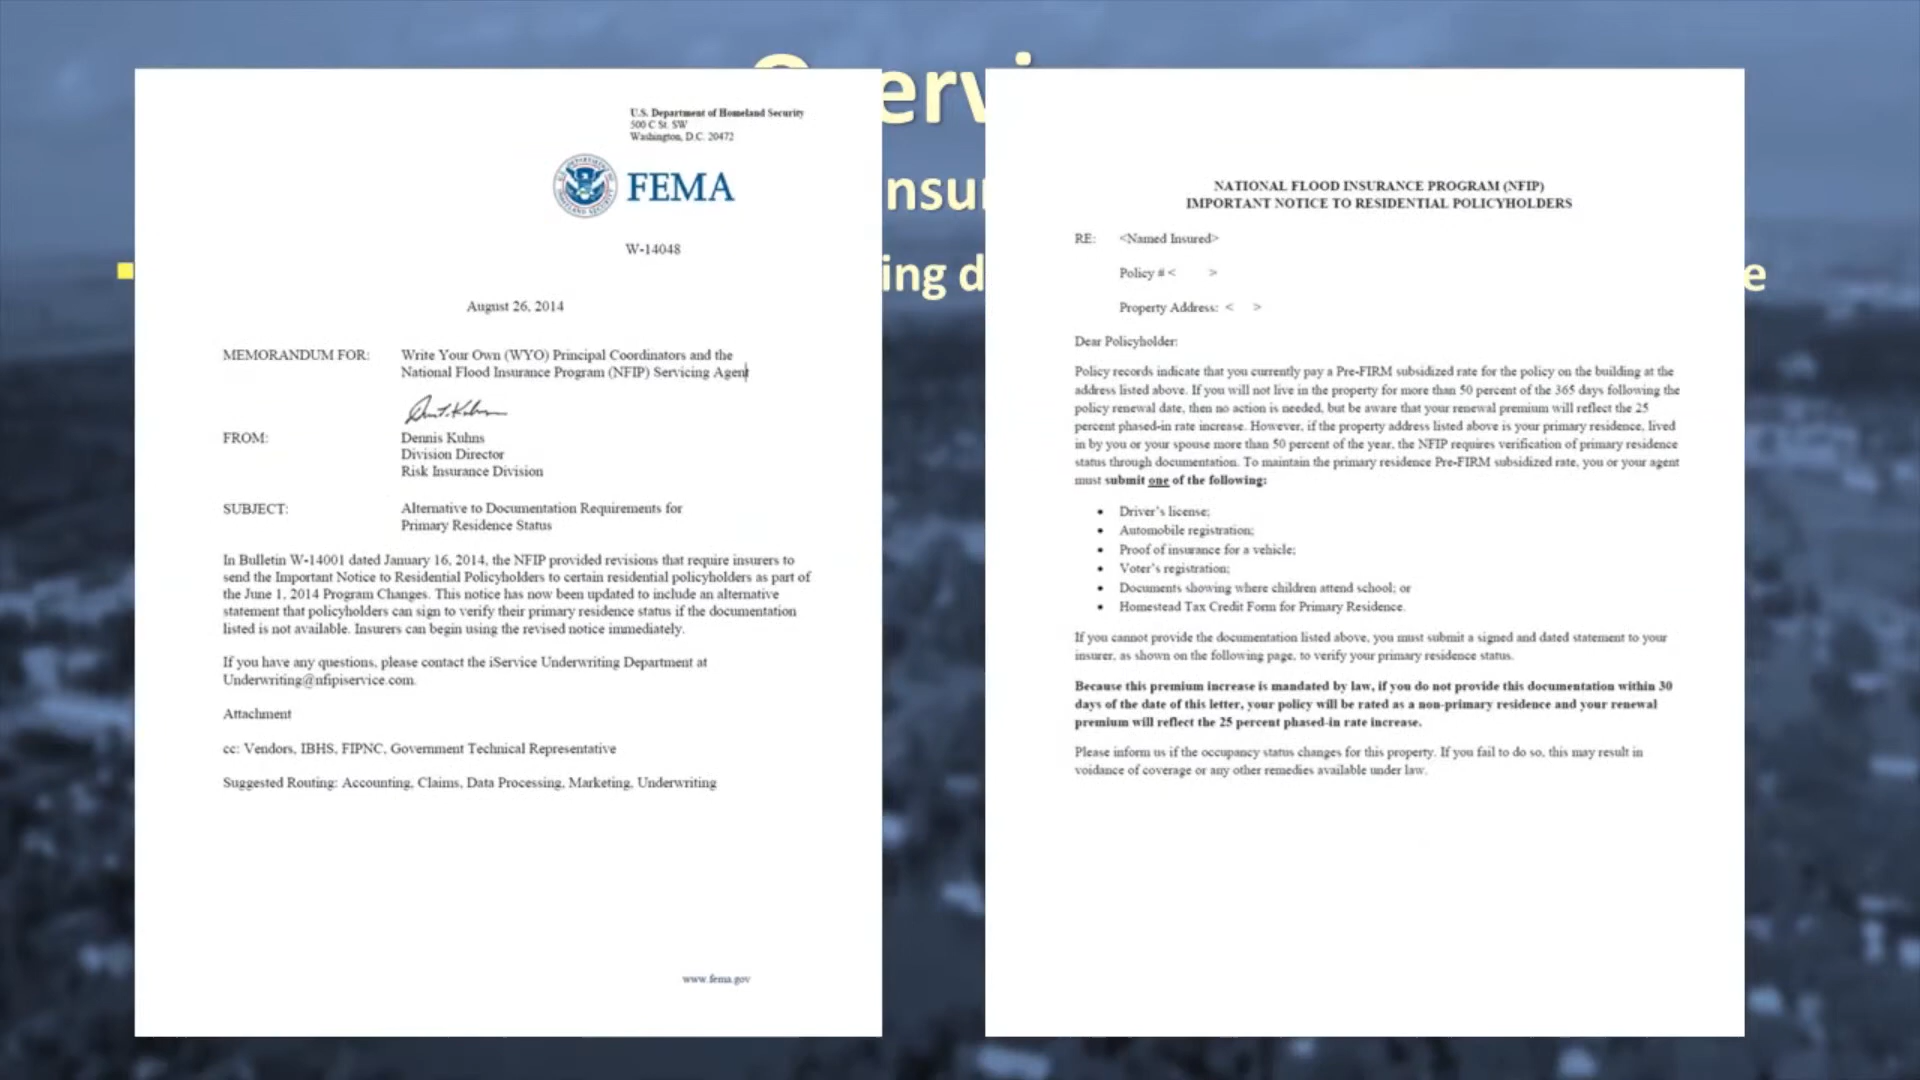 ervi
nsu
ing d
e
U.S. Department of Homeland Security
500 C St. SW
Washington, D.C. 20472
FEMA
W-14048
August 26, 2014
MEMORANDUM FOR: Write Your Own (WYO) Principal Coordinators and the
National Flood Insurance Program (NFIP) Servicing Agent
FROM: Dennis Kuhns
Division Director
Risk Insurance Division
SUBJECT: Alternative to Documentation Requirements for
Primary Residence Status
In Bulletin W-14001 dated January 16, 2014, the NFIP provided revisions that require insurers to
send the Important Notice to Residential Policyholders to certain residential policyholders as part of
the June 1, 2014 Program Changes. This notice has now been updated to include an alternative
statement that policyholders can sign to verify their primary residence status if the documentation
listed is not available. Insurers can begin using the revised notice immediately.
If you have any questions, please contact the iService Underwriting Department at
Underwriting@nfipiservice.com.
Attachment
cc: Vendors, IBHS, FIPNC, Government Technical Representative
Suggested Routing: Accounting, Claims, Data Processing, Marketing, Underwriting
www.fema.gov
NATIONAL FLOOD INSURANCE PROGRAM (NFIP)
IMPORTANT NOTICE TO RESIDENTIAL POLICYHOLDERS
RE: <Named Insured>
Policy # < >
Property Address: < >
Dear Policyholder:
Policy records indicate that you currently pay a Pre-FIRM subsidized rate for the policy on the building at the
address listed above. If you will not live in the property for more than 50 percent of the 365 days following the
policy renewal date, then no action is needed, but be aware that your renewal premium will reflect the 25
percent phased-in rate increase. However, if the property address listed above is your primary residence, lived
in by you or your spouse more than 50 percent of the year, the NFIP requires verification of primary residence
status through documentation. To maintain the primary residence Pre-FIRM subsidized rate, you or your agent
must submit one of the following:
• Driver's license;
• Automobile registration;
• Proof of insurance for a vehicle;
• Voter's registration;
• Documents showing where children attend school; or
• Homestead Tax Credit Form for Primary Residence.
If you cannot provide the documentation listed above, you must submit a signed and dated statement to your
insurer, as shown on the following page, to verify your primary residence status.
Because this premium increase is mandated by law, if you do not provide this documentation within 30
days of the date of this letter, your policy will be rated as a non-primary residence and your renewal
premium will reflect the 25 percent phased-in rate increase.
Please inform us if the occupancy status changes for this property. If you fail to do so, this may result in
voidance of coverage or any other remedies available under law.